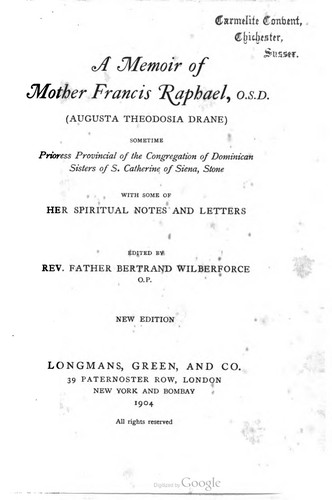 Carmelite Convent,
Chichester,
Sussex.
A Memoir of
Mother Francis Raphael, O.S.D.
(AUGUSTA THEODOSIA DRANE)
SOMETIME
Prioress Provincial of the Congregation of Dominican
Sisters of S. Catherine of Siena, Stone
WITH SOME OF
HER SPIRITUAL NOTES AND LETTERS
EDITED BY
REV. FATHER BERTRAND WILBERFORCE
O.P.
NEW EDITION
LONGMANS, GREEN, AND CO.
39 PATERNOSTER ROW, LONDON
NEW YORK AND BOMBAY
1904
All rights reserved
Digitized by Google